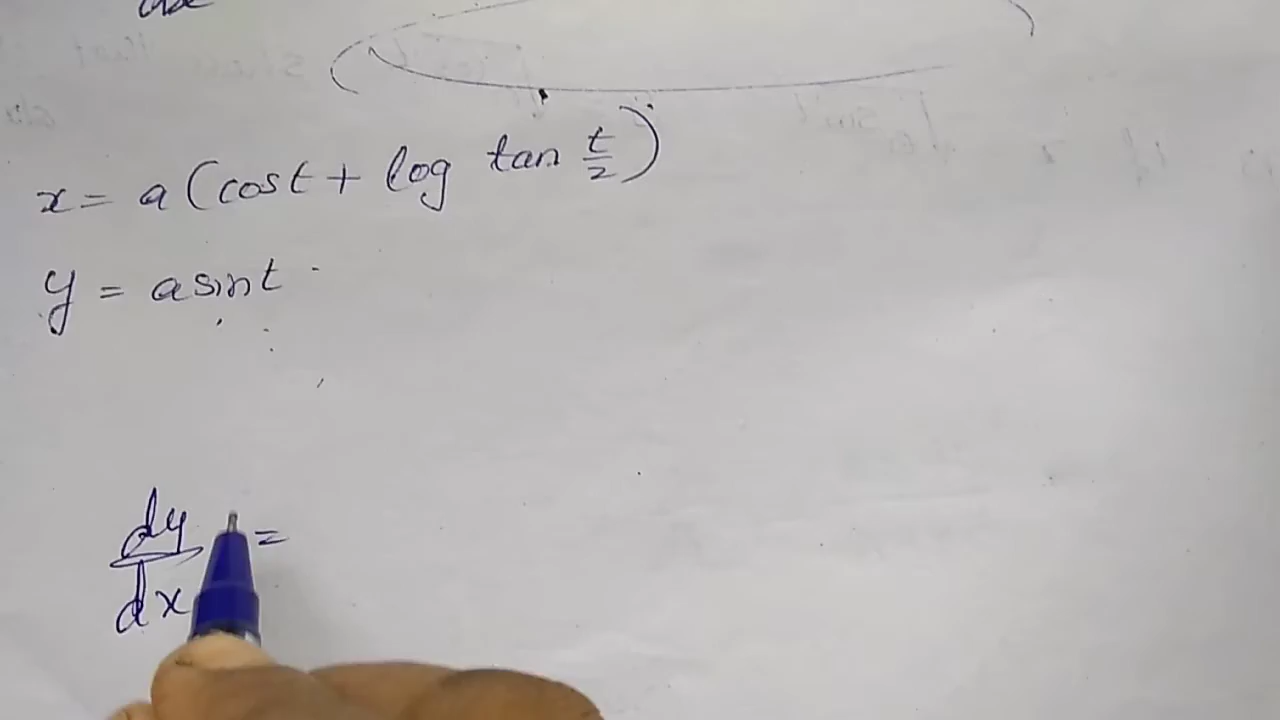 x = a(cost + log tan t/2)
y = asint
dy/dx =